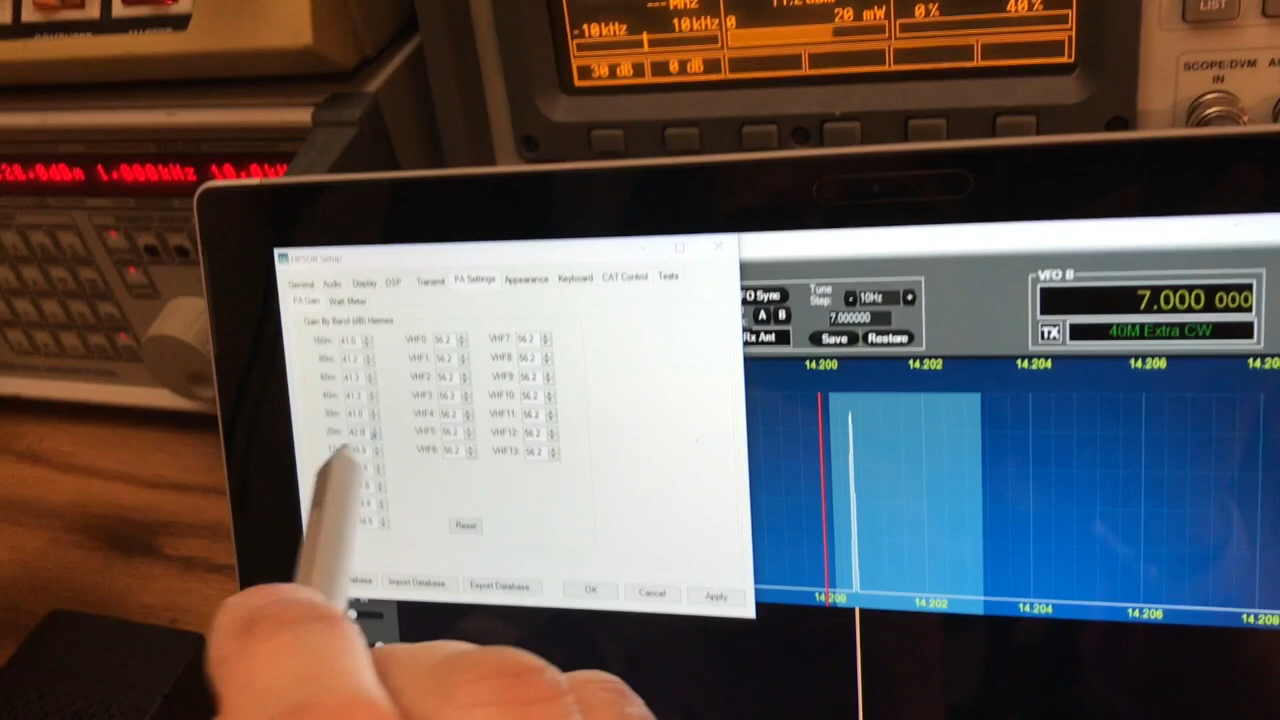 LIST
MHz
-10kHz 10kHz 0 20 mW 0% 40%
30 dB 0 dB
SCOPE/DVM
IN
1.000kHz
HPSDR Setup
General Audio Display DSP Transmit PA Settings Appearance Keyboard CAT Control Tests
PA Gain Watt Meter
Gain By Band (dB) Hermes
160m 41.0 VHF0: 56.2 VHF7: 56.2
80m 41.2 VHF1: 56.2 VHF8: 56.2
60m 41.3 VHF2: 56.2 VHF9: 56.2
40m 41.3 VHF3: 56.2 VHF10: 56.2
30m 41.0 VHF4: 56.2 VHF11: 56.2
20m VHF5: 56.2 VHF12: 56.2
VHF6: 56.2 VHF13: 56.2
Reset
Import Database Export Database OK Cancel Apply
Tune
Step: - 10Hz +
A B
7.000000
Rx Ant Save Restore
VFO B
7.000 000
TX 40M Extra CW
14.200 14.202 14.204 14.206
14.200 14.202 14.204 14.206 14.208